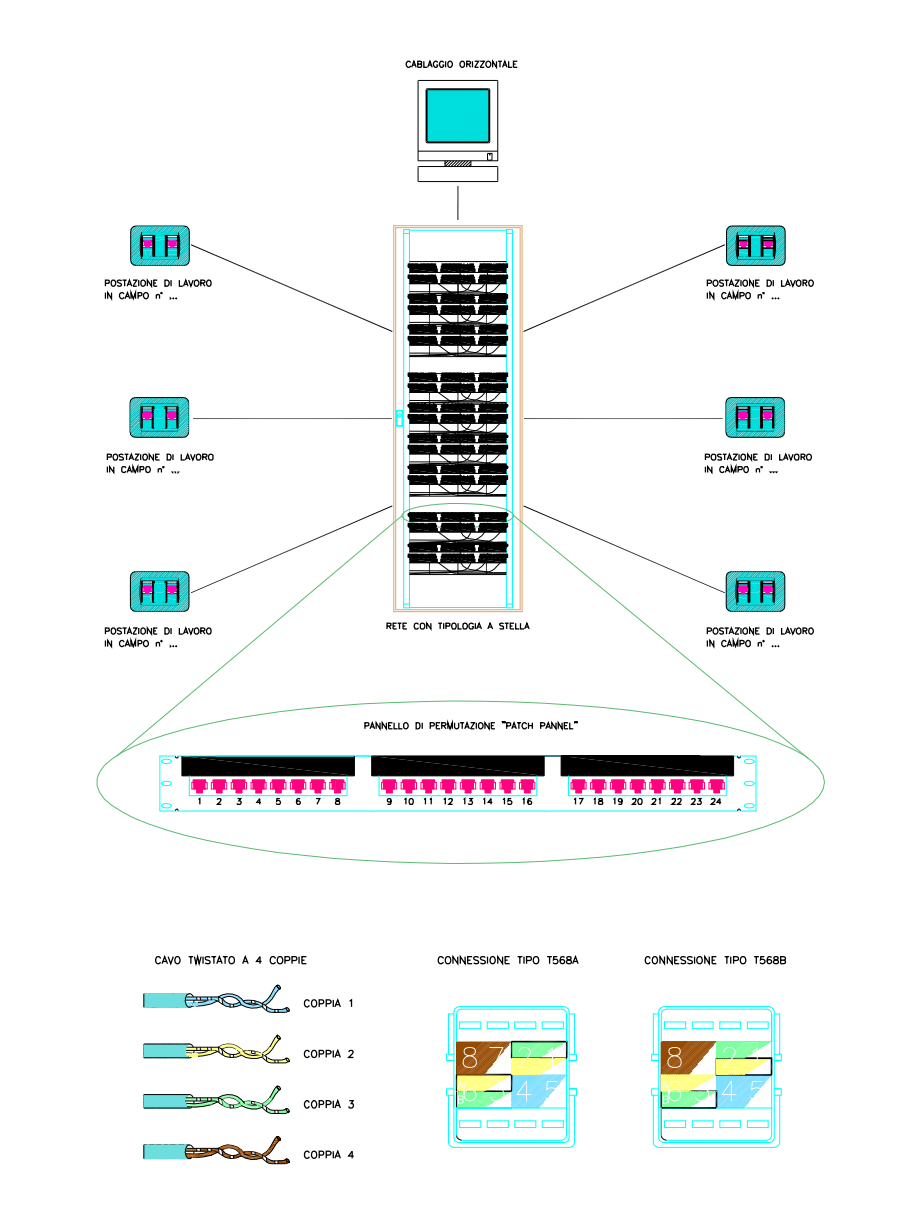 CABLAGGIO ORIZZONTALE
POSTAZIONE DI LAVORO
IN CAMPO n° ...
POSTAZIONE DI LAVORO
IN CAMPO n° ...
POSTAZIONE DI LAVORO
IN CAMPO n° ...
POSTAZIONE DI LAVORO
IN CAMPO n° ...
POSTAZIONE DI LAVORO
IN CAMPO n° ...
POSTAZIONE DI LAVORO
IN CAMPO n° ...
RETE CON TIPOLOGIA A STELLA
PANNELLO DI PERMUTAZIONE "PATCH PANNEL"
1 2 3 4 5 6 7 8 9 10 11 12 13 14 15 16 17 18 19 20 21 22 23 24
CAVO TWISTATO A 4 COPPIE
COPPIA 1
COPPIA 2
COPPIA 3
COPPIA 4
CONNESSIONE TIPO T568A
8 7 2
4 5
CONNESSIONE TIPO T568B
8 2
4 5